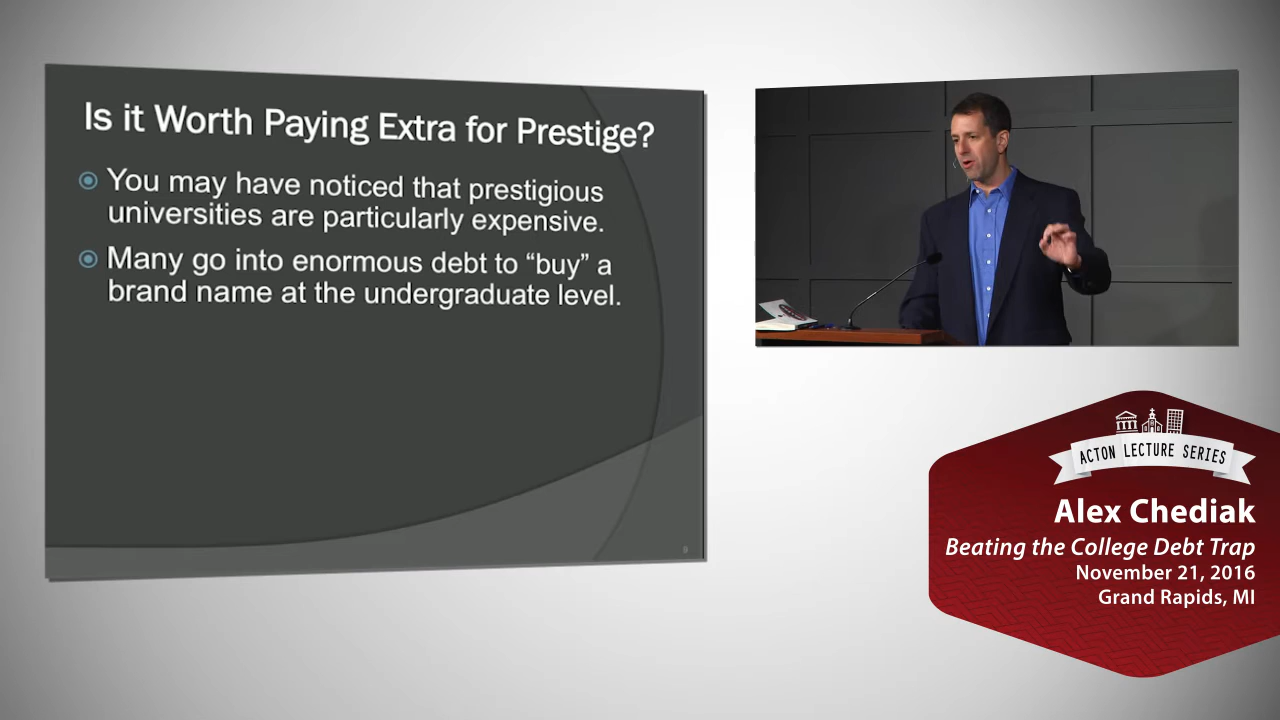 Is it Worth Paying Extra for Prestige?
You may have noticed that prestigious
universities are particularly expensive.
Many go into enormous debt to “buy” a
brand name at the undergraduate level.
9
ACTON LECTURE SERIES
Alex Chediak
Beating the College Debt Trap
November 21, 2016
Grand Rapids, MI